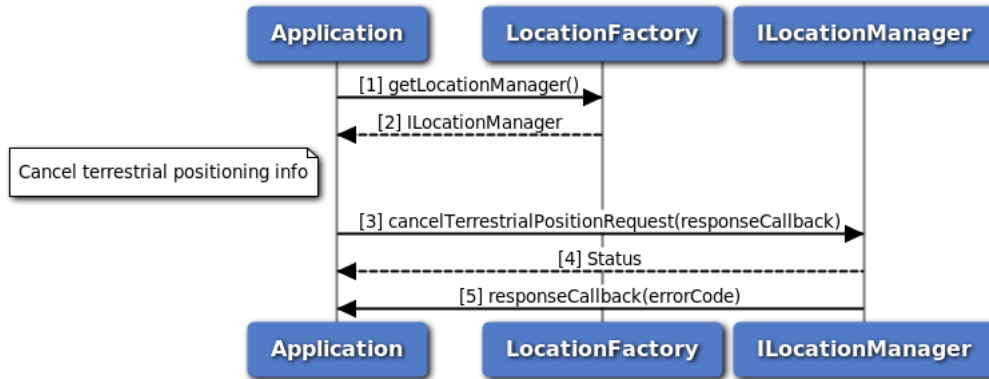 Application
LocationFactory
ILocationManager
[1] getLocationManager()
[2] ILocationManager
Cancel terrestrial positioning info
[3] cancelTerrestrialPositionRequest(responseCallback)
[4] Status
[5] responseCallback(errorCode)
Application
LocationFactory
ILocationManager